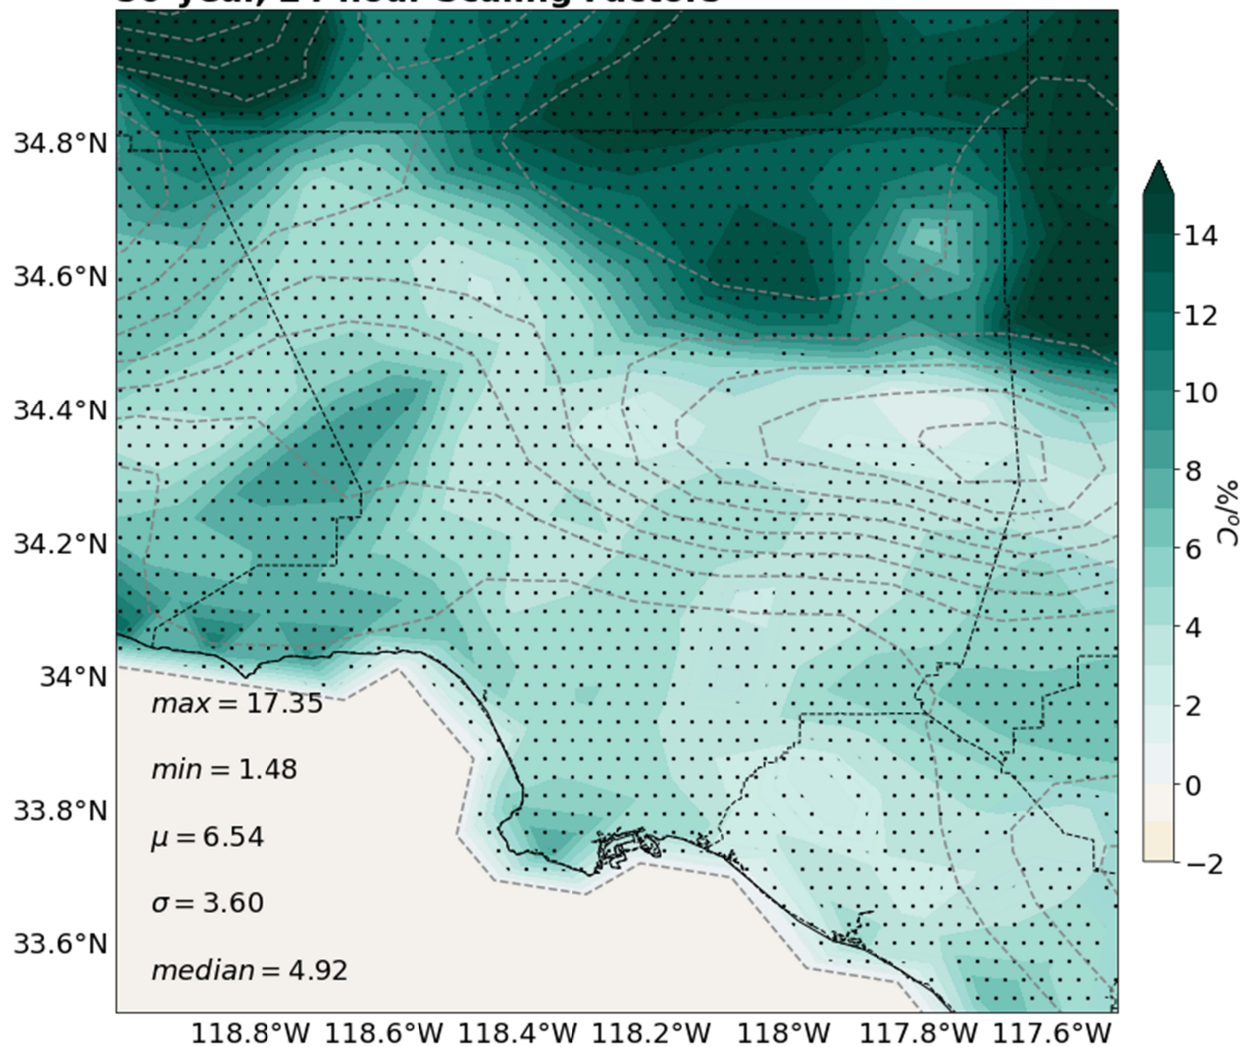 34.8°N
34.6°N
34.4°N
34.2°N
34°N
33.8°N
33.6°N
max = 17.35
min = 1.48
μ = 6.54
σ = 3.60
median = 4.92
118.8°W 118.6°W 118.4°W 118.2°W 118°W 117.8°W 117.6°W
14
12
10
8
6
4
2
0
−2
%/°C